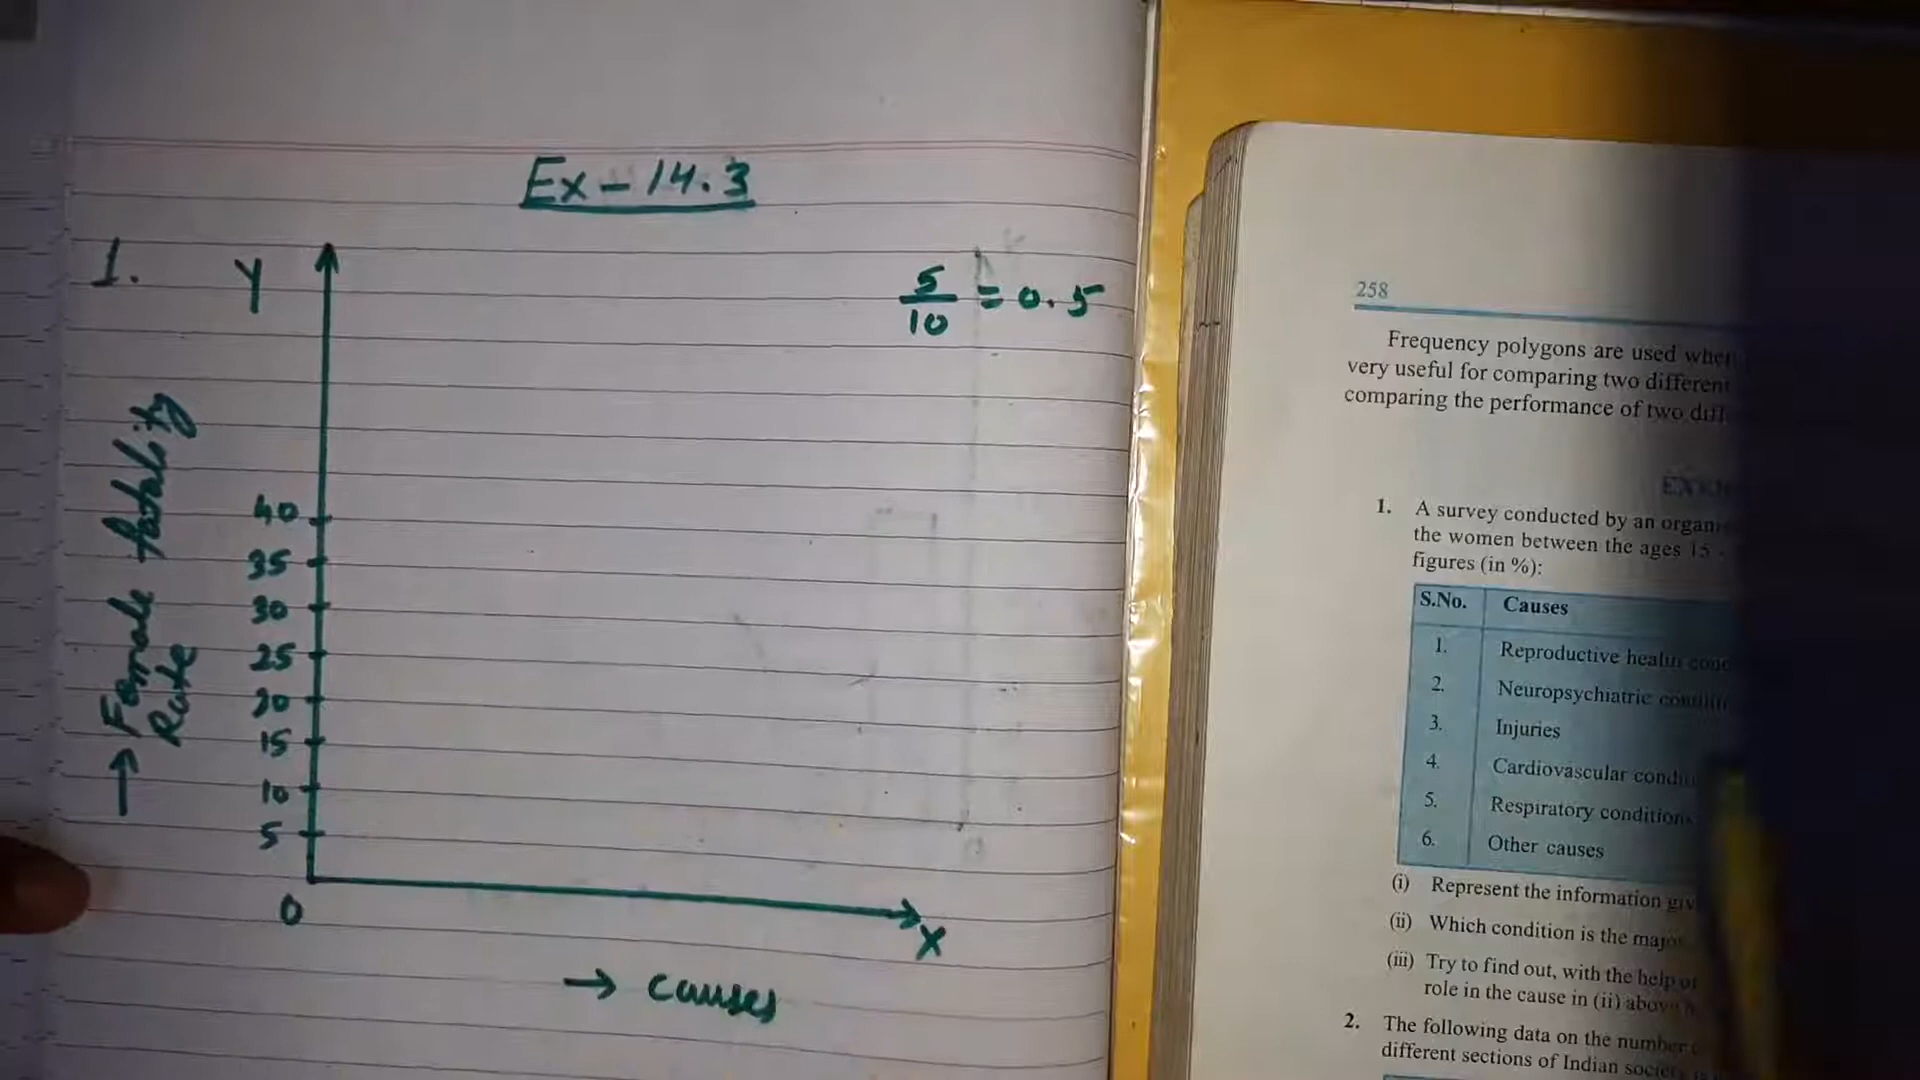 Ex - 14.3
1.
Y
5/10 = 0.5
40
35
30
25
20
15
10
5
0
→ Female fatality
Rate
X
→ Causes
258
Frequency polygons are used when
very useful for comparing two different
comparing the performance of two
1. A survey conducted by an
the women between the ages 15 -
figures (in %):
S.No. Causes
1. Reproductive health
2. Neuropsychiatric
3. Injuries
4. Cardiovascular
5. Respiratory conditions
6. Other causes
(i) Represent the information
(ii) Which condition is the
(iii) Try to find out, with the help of
role in the cause in (ii) above
2. The following data on the number
different sections of Indian society